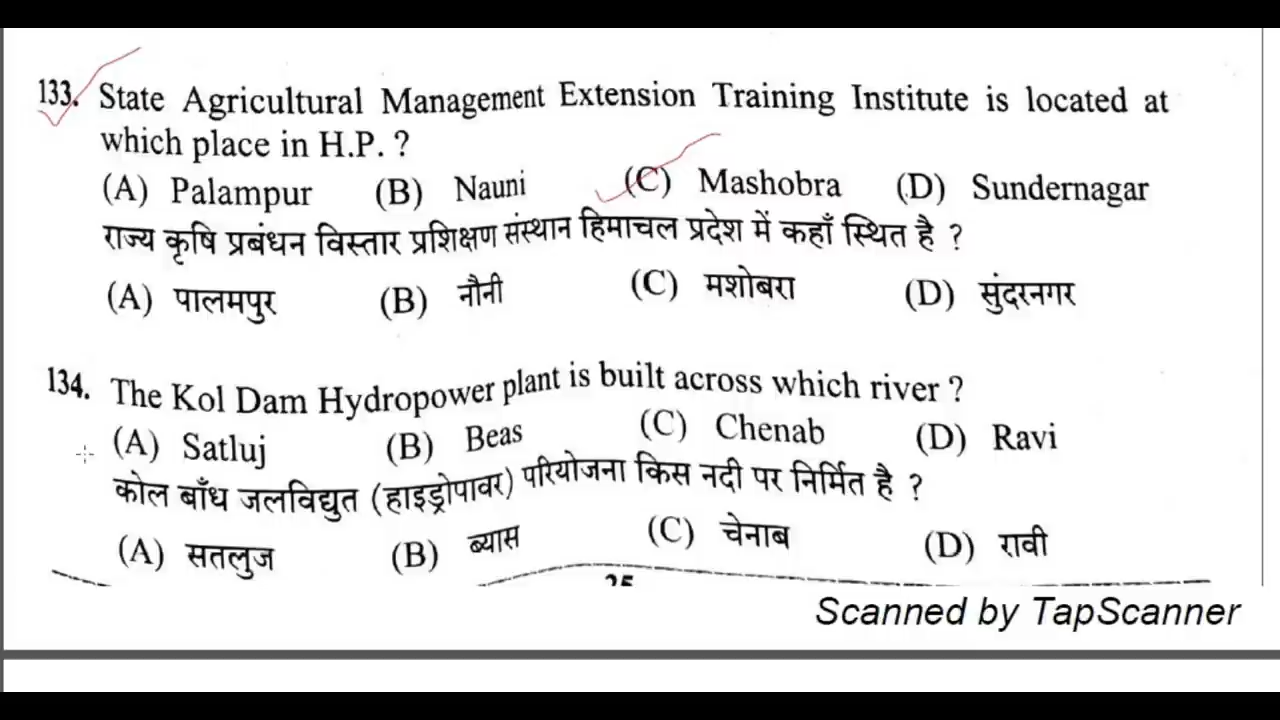 133. State Agricultural Management Extension Training Institute is located at
which place in H.P. ?
(A) Palampur (B) Nauni (C) Mashobra (D) Sundernagar
राज्य कृषि प्रबंधन विस्तार प्रशिक्षण संस्थान हिमाचल प्रदेश में कहाँ स्थित है ?
(A) पालमपुर (B) नौनी (C) मशोबरा (D) सुंदरनगर
134. The Kol Dam Hydropower plant is built across which river ?
(A) Satluj (B) Beas (C) Chenab (D) Ravi
कोल बाँध जलविद्युत (हाइड्रोपावर) परियोजना किस नदी पर निर्मित है ?
(A) सतलुज (B) ब्यास (C) चेनाब (D) रावी
Scanned by TapScanner